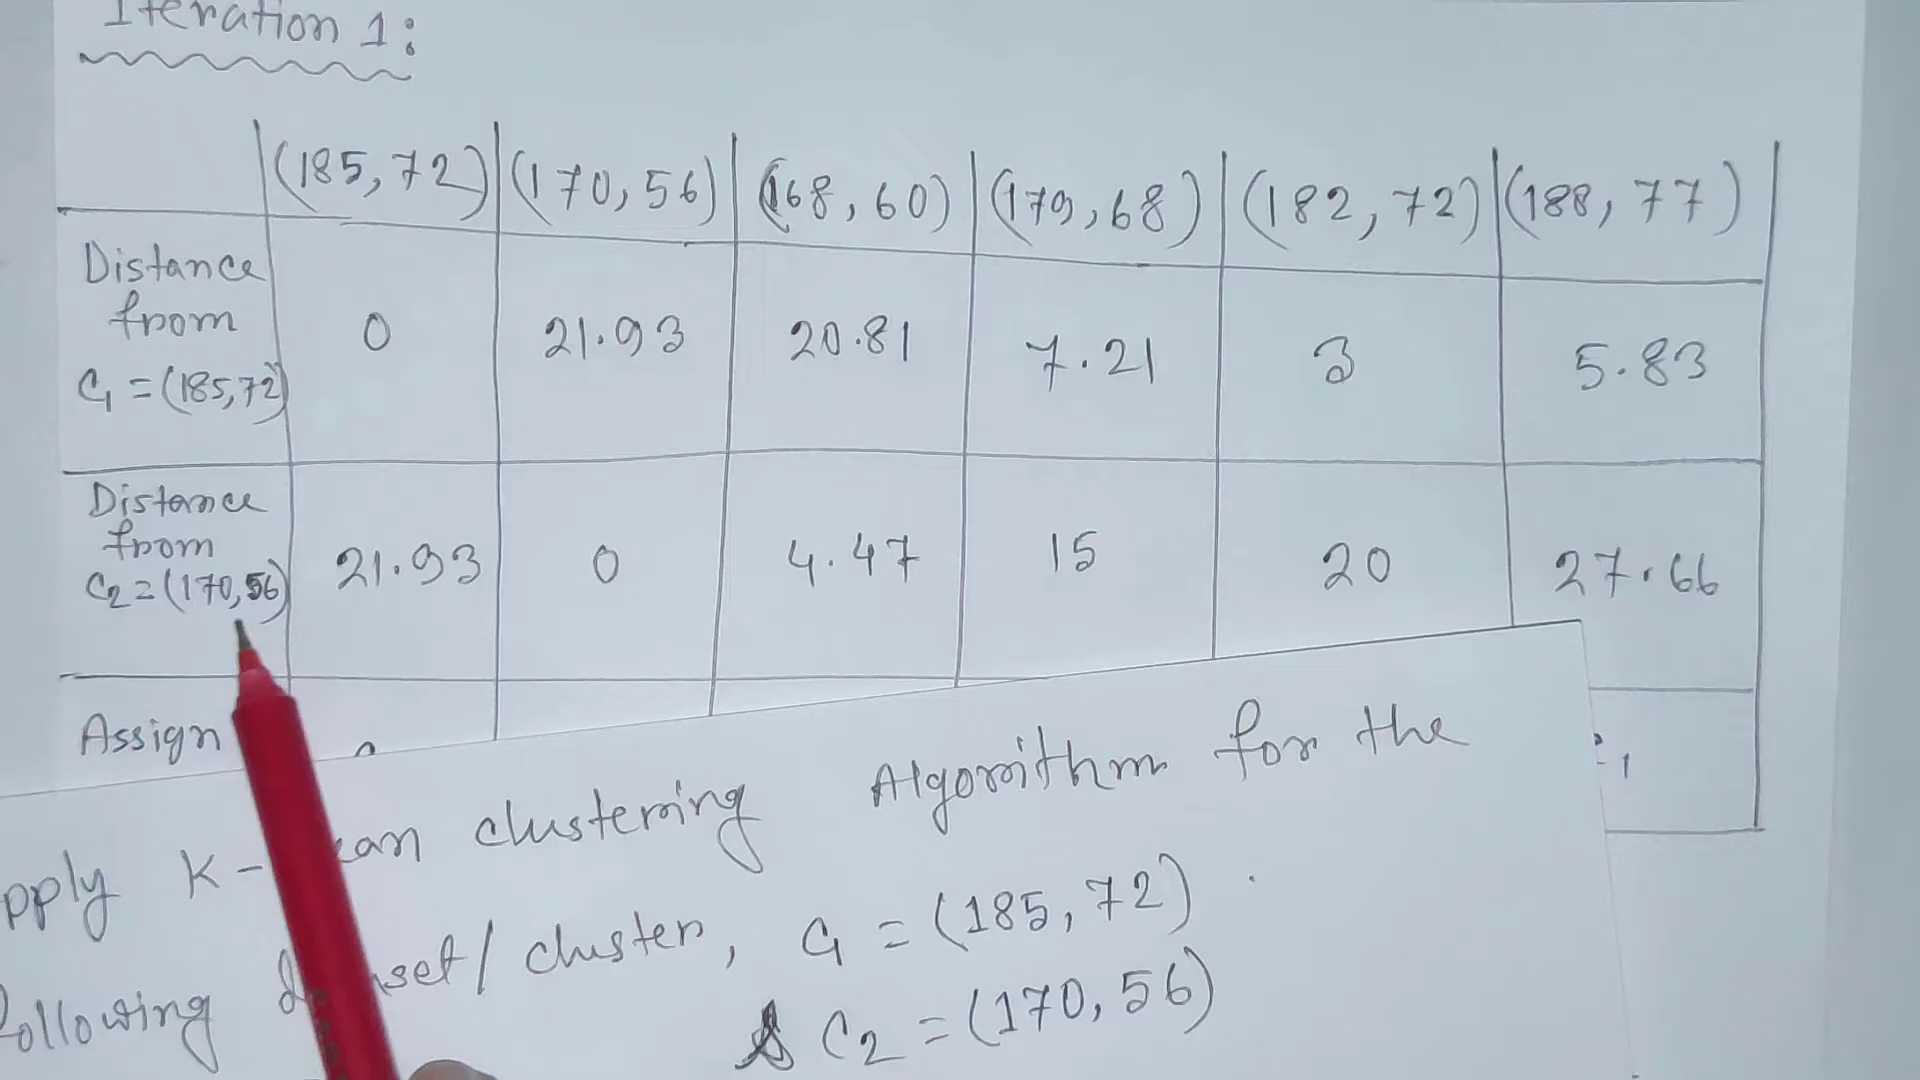 Iteration 1:
(185,72) (170,56) (168,60) (179,68) (182,72) (188,77)
Distance from C1 = (185,72) 0 21.93 20.81 7.21 3 5.83
Distance from C2 = (170,56) 21.93 0 4.47 15 20 27.66
Assign
K- clustering Algorithm for the
following set/cluster, C1 = (185,72)
& C2 = (170,56)